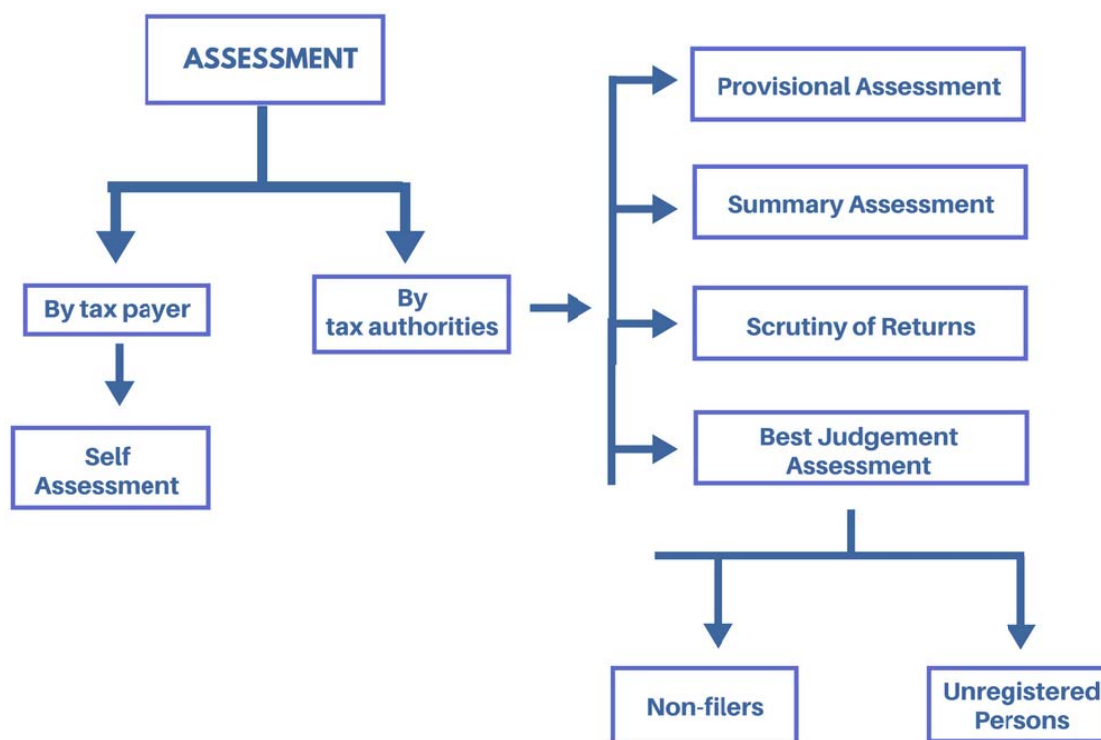 ASSESSMENT
By tax payer
Self
Assessment
By
tax authorities
Provisional Assessment
Summary Assessment
Scrutiny of Returns
Best Judgement
Assessment
Non-filers
Unregistered
Persons